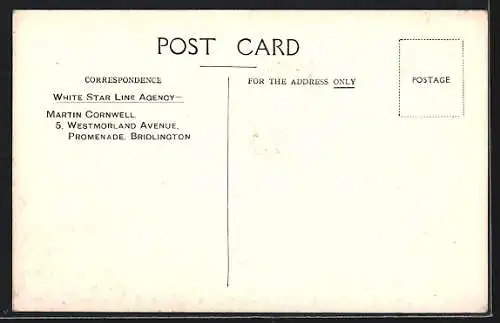 POST CARD
CORRESPONDENCE
FOR THE ADDRESS ONLY
POSTAGE
WHITE STAR LINE AGENCY—
MARTIN CORNWELL,
5, WESTMORLAND AVENUE,
PROMENADE, BRIDLINGTON